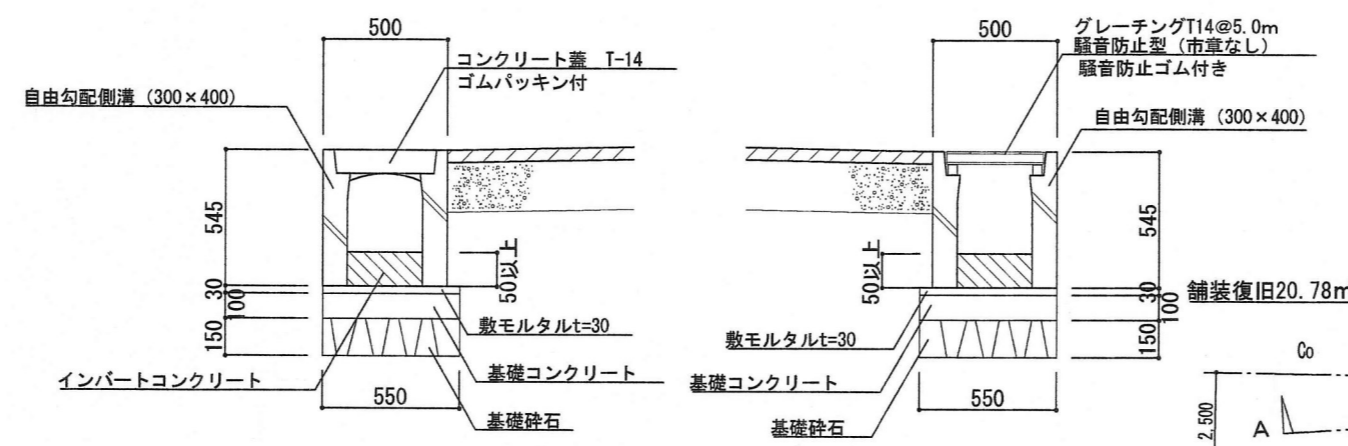 500
コンクリート蓋 T-14
ゴムパッキン付
自由勾配側溝 (300×400)
545
30
100
150
50以上
敷モルタルt=30
基礎コンクリート
インバートコンクリート
550
基礎砕石
500
グレーチングT14@5.0m
騒音防止型 (市章なし)
騒音防止ゴム付き
自由勾配側溝 (300×400)
545
30
100
150
50以上
敷モルタルt=30
基礎コンクリート
550
基礎砕石
舗装復旧20.78m
Co
2,500
A